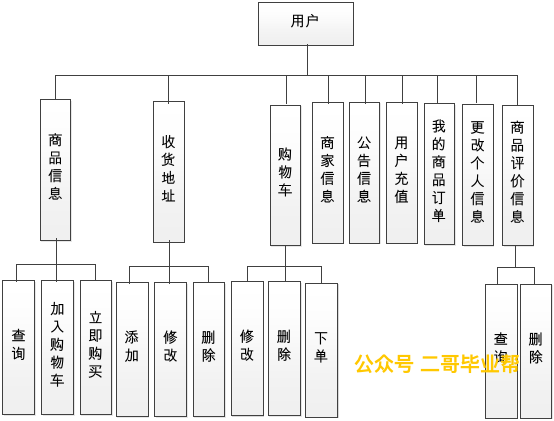 用户
商品信息
收货地址
购物车
商家信息
公告信息
用户充值
我的商品订单
更改个人信息
商品评价信息
查询
加入购物车
立即购买
添加
修改
删除
修改
删除
下单
查询
删除
公众号 二哥毕业帮